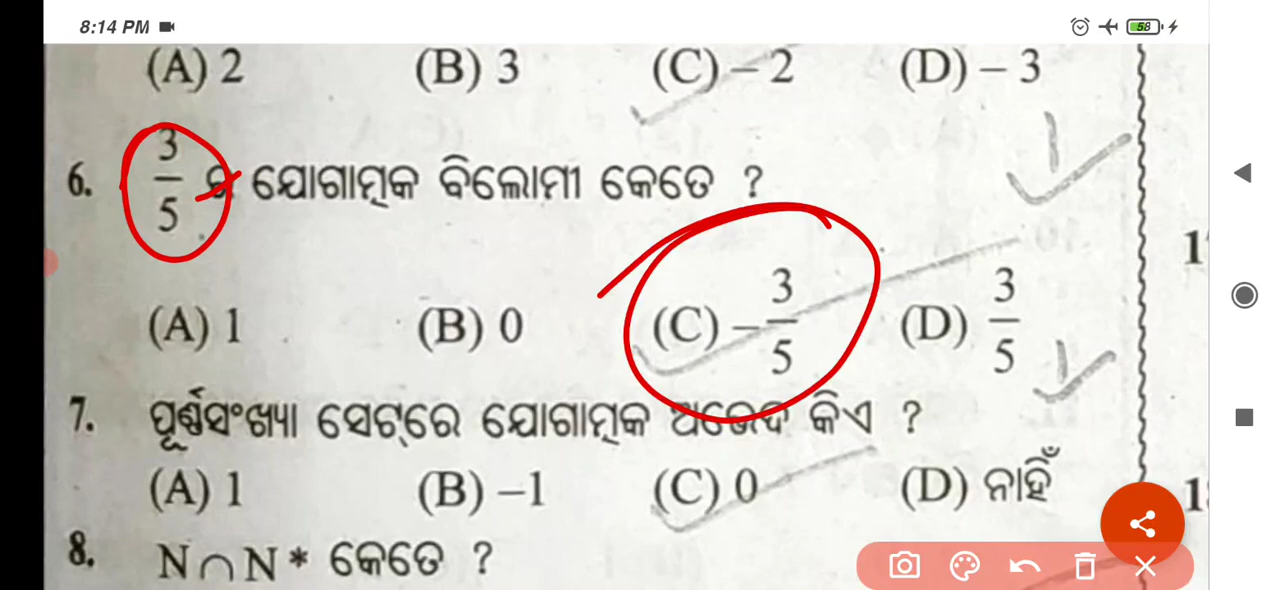 8:14 PM 58
(A) 2 (B) 3 (C) – 2 (D) – 3
6. 3/5 ର ଯୋଗାତ୍ମକ ବିଲୋମୀ କେତେ ?
(A) 1 (B) 0 (C) – 3/5 (D) 3/5
7. ପୂର୍ଣ୍ଣସଂଖ୍ୟା ସେଟ୍‌ରେ ଯୋଗାତ୍ମକ ଅଭେଦ କିଏ ?
(A) 1 (B) –1 (C) 0 (D) ନାହିଁ
8. N ∩ N * କେତେ ?